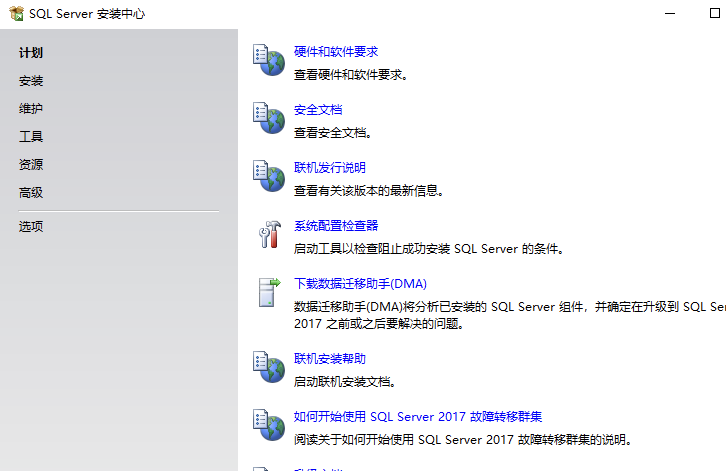 SQL Server 安装中心
计划
安装
维护
工具
资源
高级
选项
硬件和软件要求
查看硬件和软件要求。
安全文档
查看安全文档。
联机发行说明
查看有关该版本的最新信息。
系统配置检查器
启动工具以检查阻止成功安装 SQL Server 的条件。
下载数据迁移助手(DMA)
数据迁移助手(DMA)将分析已安装的 SQL Server 组件，并确定在升级到 SQL
2017 之前或之后要解决的问题。
联机安装帮助
启动联机安装文档。
如何开始使用 SQL Server 2017 故障转移群集
阅读关于如何开始使用 SQL Server 2017 故障转移群集的说明。